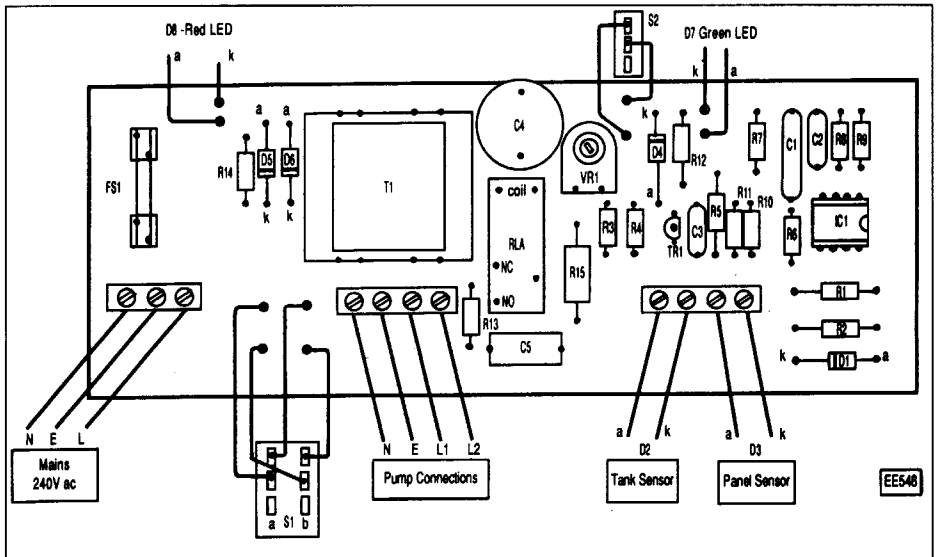 D8 -Red LED
a
k
S2
D7 Green LED
k
a
FS1
R14
a
a
D5
D6
k
k
T1
C4
VR1
k
D4
a
R12
R7
C1
C2
R8
R9
coil
RLA
NC
NO
R15
R3
R4
TR1
C3
R5
R11
R10
R6
IC1
R13
C5
R1
R2
k
D1
a
N E L
Mains
240V ac
a S1 b
N E L1 L2
Pump Connections
a k
D2
Tank Sensor
a k
D3
Panel Sensor
EE546